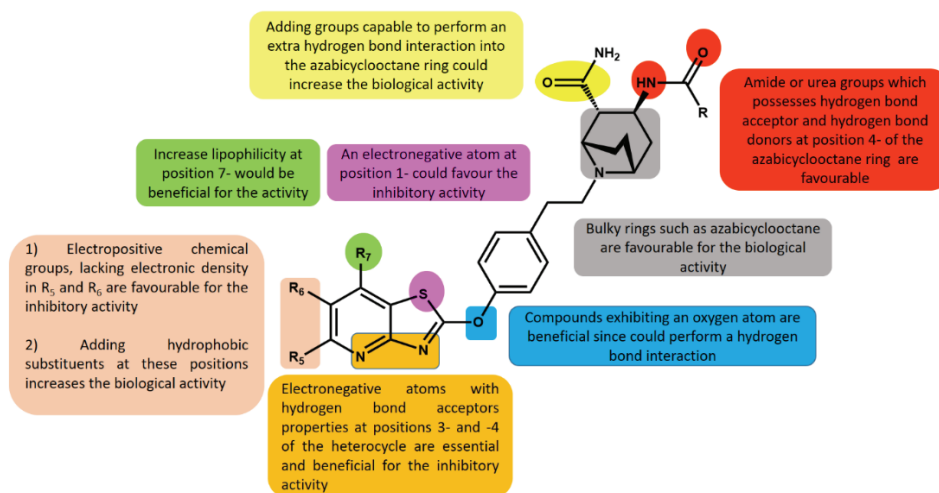 Adding groups capable to perform an
extra hydrogen bond interaction into
the azabicyclooctane ring could
increase the biological activity
NH2
O
O
HN
R
Amide or urea groups which
possesses hydrogen bond
acceptor and hydrogen bond
donors at position 4- of the
azabicyclooctane ring are
favourable
Increase lipophilicity at
position 7- would be
beneficial for the activity
An electronegative atom at
position 1- could favour the
inhibitory activity
N
Bulky rings such as azabicyclooctane
are favourable for the biological
activity
1) Electropositive chemical
groups, lacking electronic density
in R5 and R6 are favourable for the
inhibitory activity
2) Adding hydrophobic
substituents at these positions
increases the biological activity
R7
R6
S
R5
N
N
O
Compounds exhibiting an oxygen atom are
beneficial since could perform a hydrogen
bond interaction
Electronegative atoms with
hydrogen bond acceptors
properties at positions 3- and -4
of the heterocycle are essential
and beneficial for the inhibitory
activity